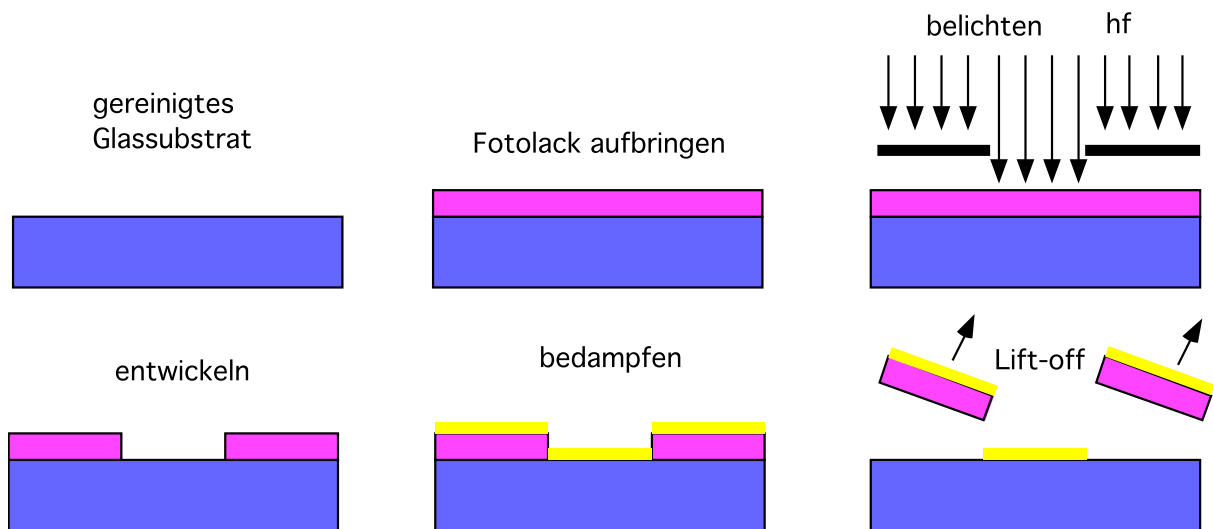 gereinigtes
Glassubstrat
Fotolack aufbringen
belichten hf
entwickeln
bedampfen
Lift-off